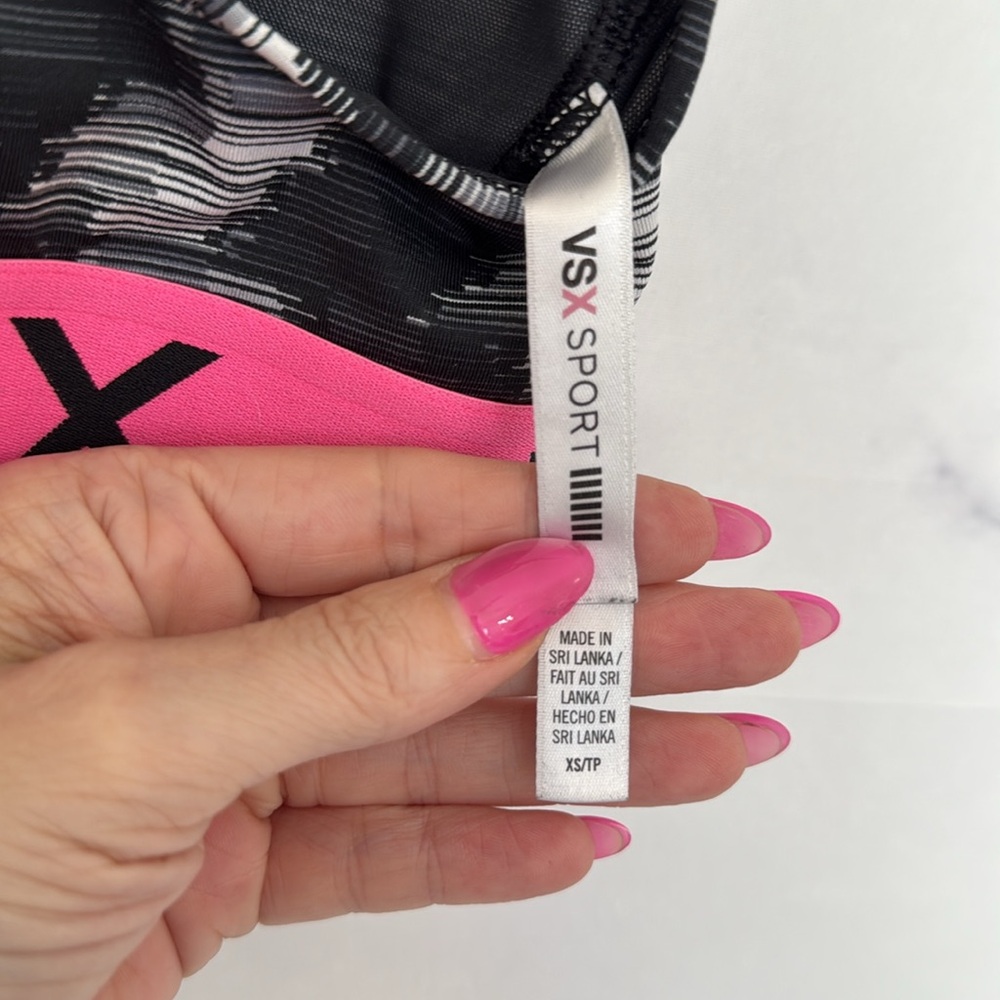 X
VSX SPORT
MADE IN
SRI LANKA /
FAIT AU SRI
LANKA /
HECHO EN
SRI LANKA
XS/TP